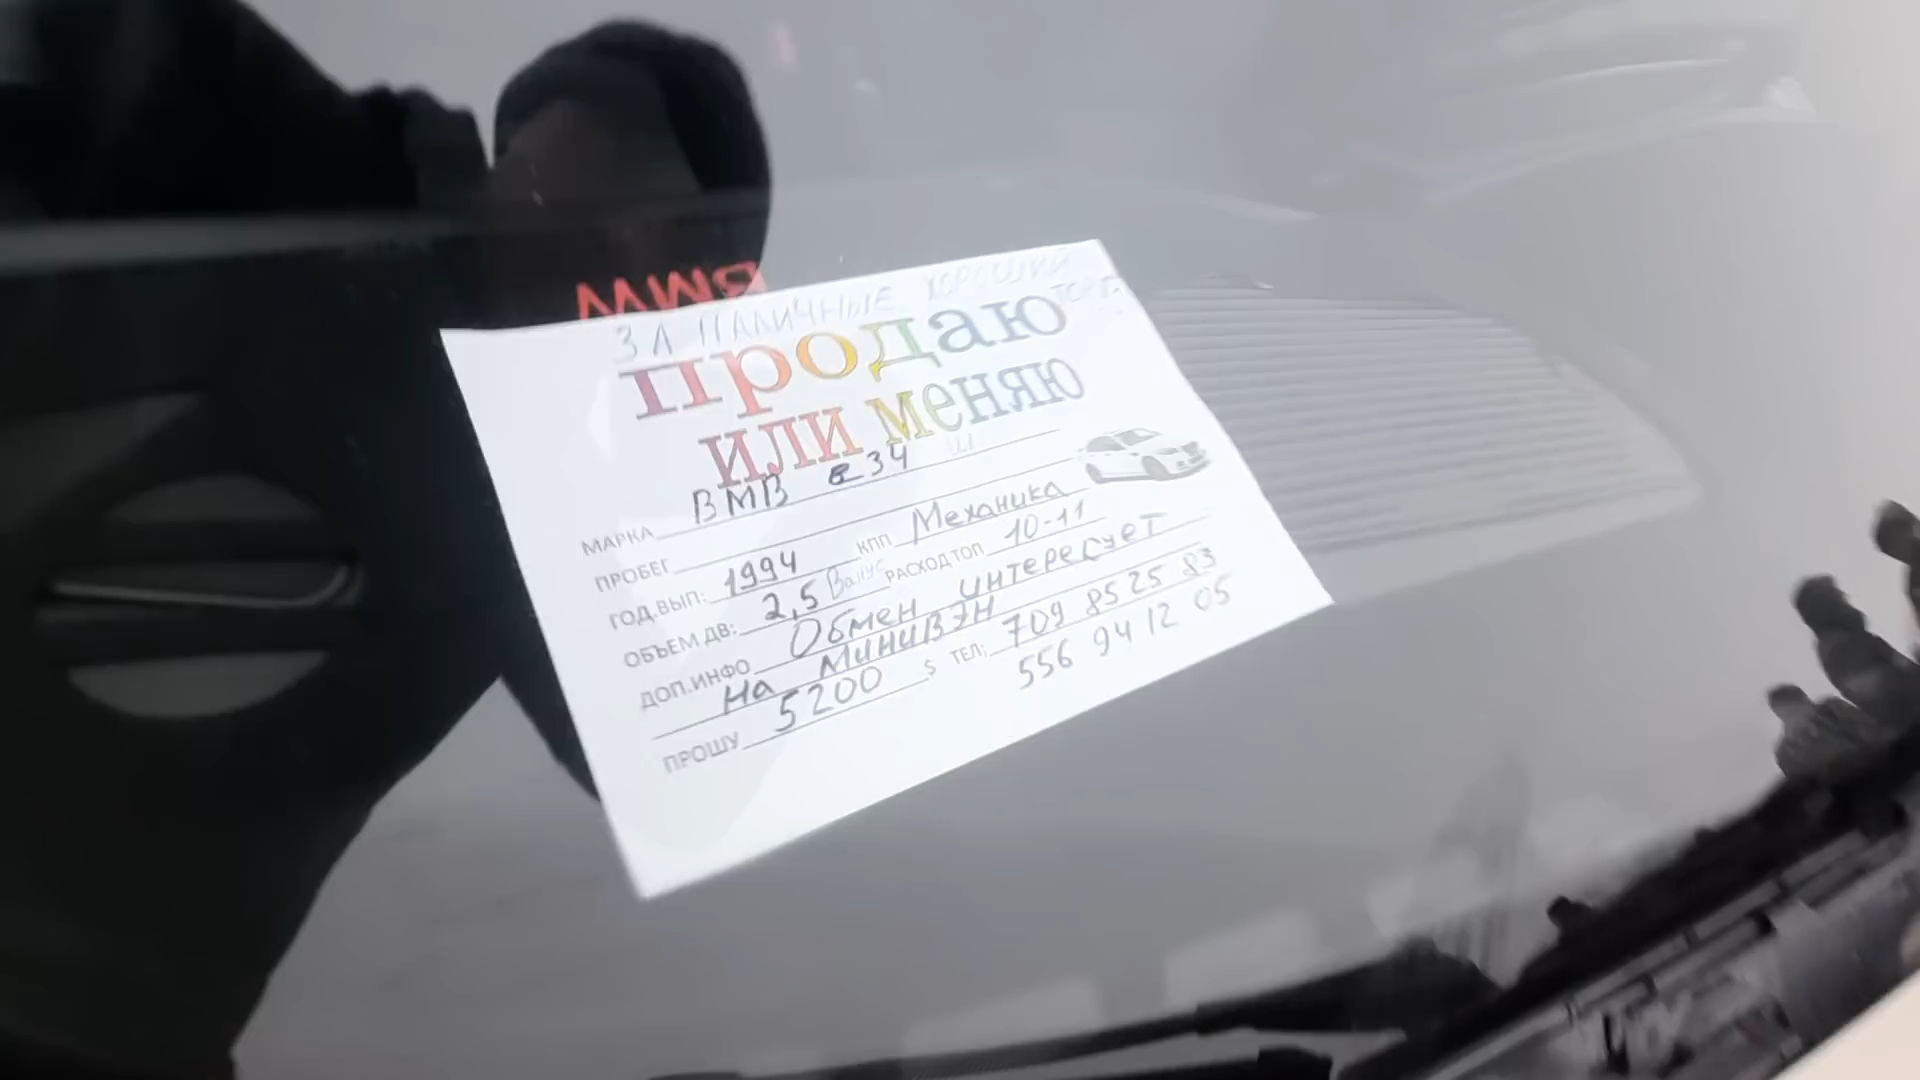 BMW
ЗА НАЛИЧНЫЕ ХОРОШИЙ ТОРГ.
продаю
или меняю
МАРКА ВМВ е34
ПРОБЕГ КПП Механика
ГОД.ВЫП: 1994 РАСХОД ТОП 10-11
ОБЪЕМ ДВ: 2,5 Ванус
ДОП.ИНФО Обмен интересует
на минивэн
ПРОШУ 5200 $ ТЕЛ; 709 85 25 83
556 94 12 05